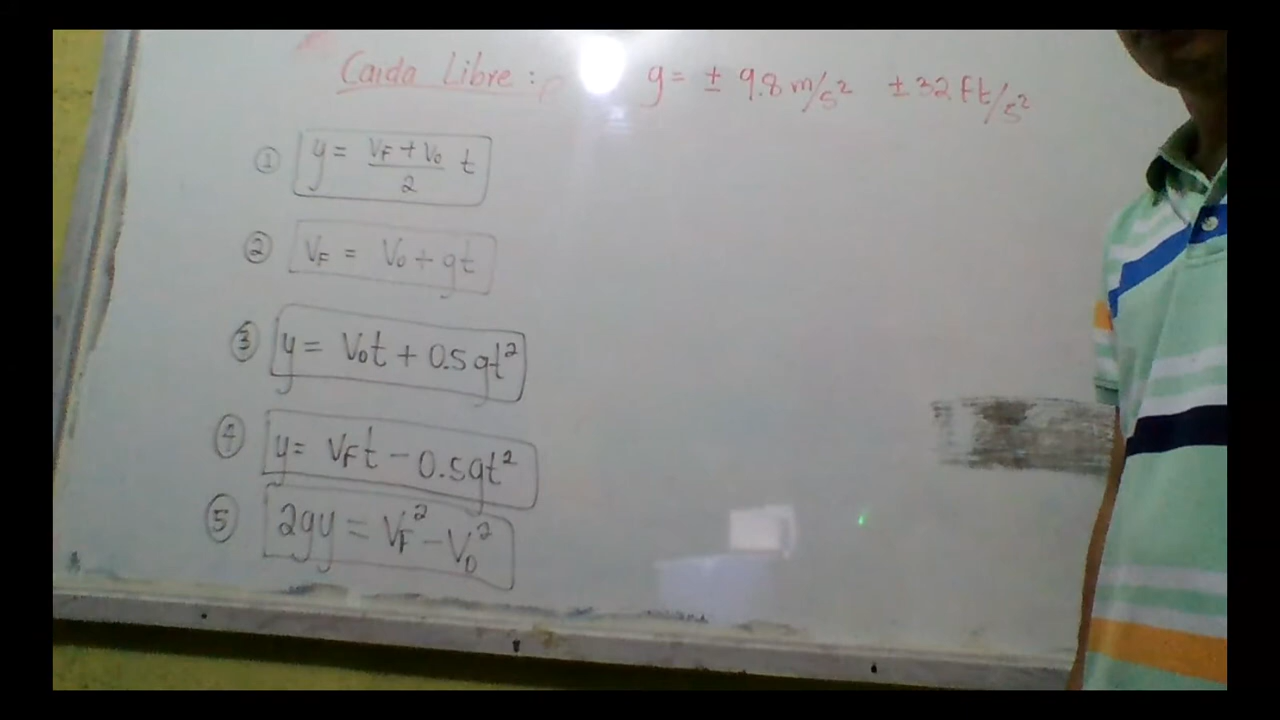 Caida Libre : g = ± 9.8 m/s² ± 32 ft/s²
① y = (VF + V₀)/2 t
② VF = V₀ + gt
③ y = V₀t + 0.5gt²
④ y = VFt - 0.5gt²
⑤ 2gy = VF² - V₀²